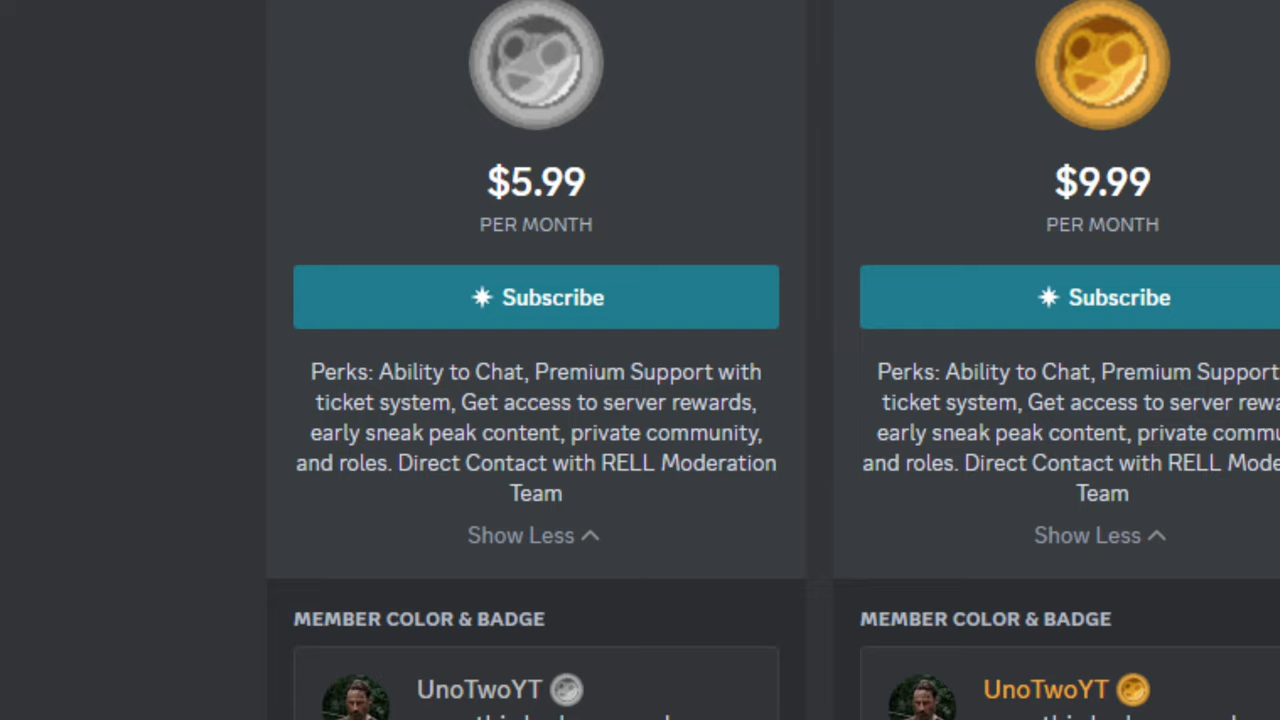 $5.99
PER MONTH
Subscribe
Perks: Ability to Chat, Premium Support with
ticket system, Get access to server rewards,
early sneak peak content, private community,
and roles. Direct Contact with RELL Moderation
Team
Show Less
MEMBER COLOR & BADGE
UnoTwoYT
$9.99
PER MONTH
Subscribe
Perks: Ability to Chat, Premium Support
ticket system, Get access to server rewa
early sneak peak content, private commu
and roles. Direct Contact with RELL Mode
Team
Show Less
MEMBER COLOR & BADGE
UnoTwoYT